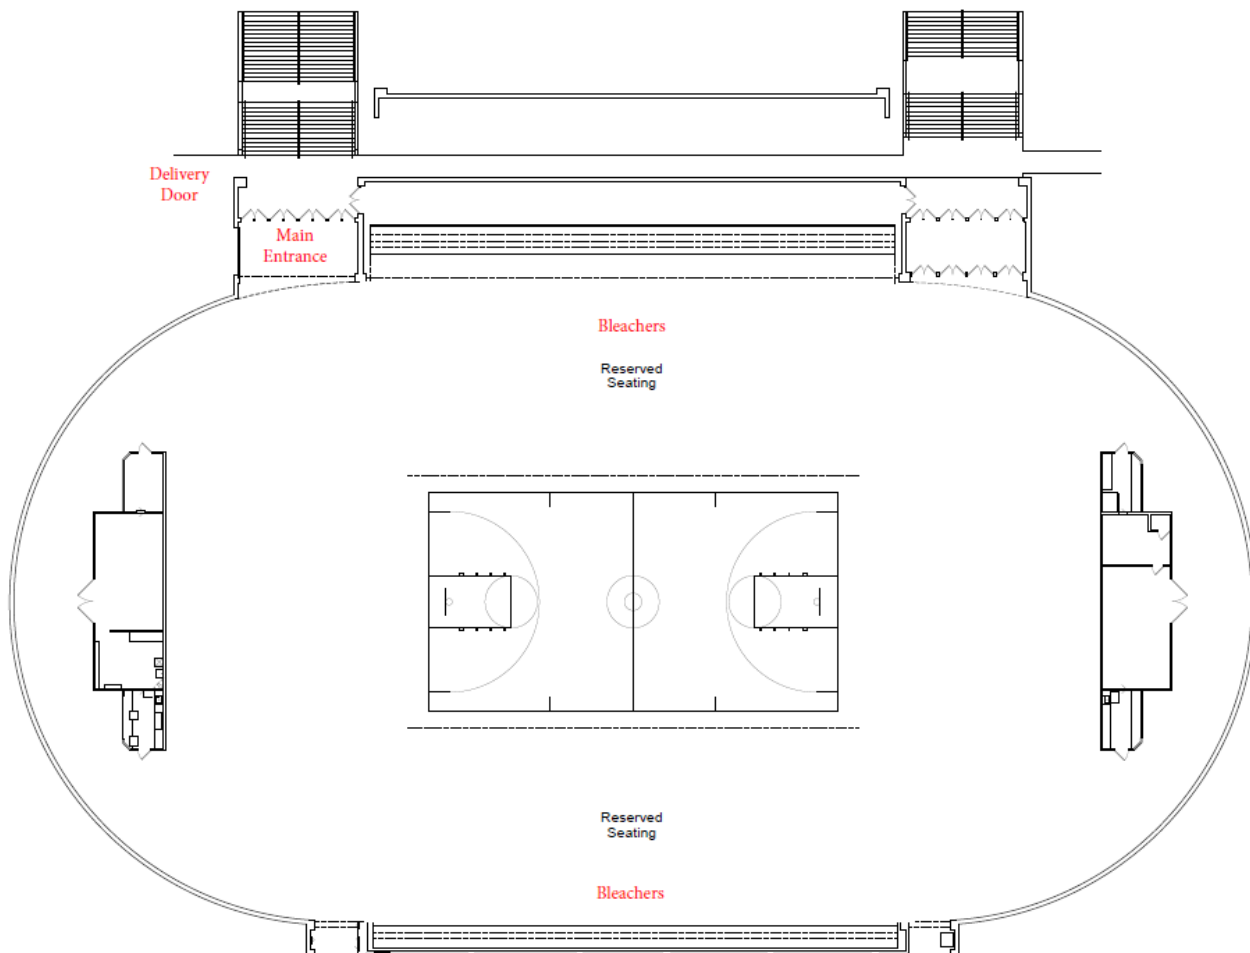 Delivery
Door
Main
Entrance
Bleachers
Reserved
Seating
Reserved
Seating
Bleachers